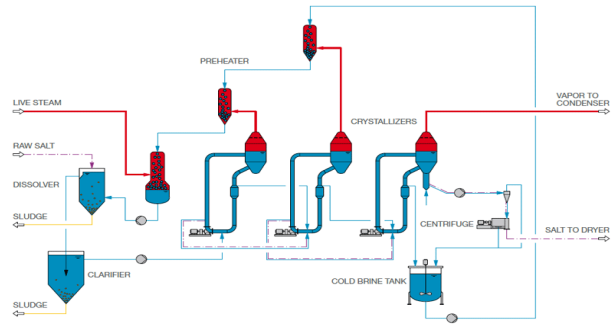 PREHEATER
LIVE STEAM
VAPOR TO
CONDENSER
CRYSTALLIZERS
RAW SALT
DISSOLVER
SLUDGE
CENTRIFUGE
SALT TO DRYER
CLARIFIER
COLD BRINE TANK
SLUDGE